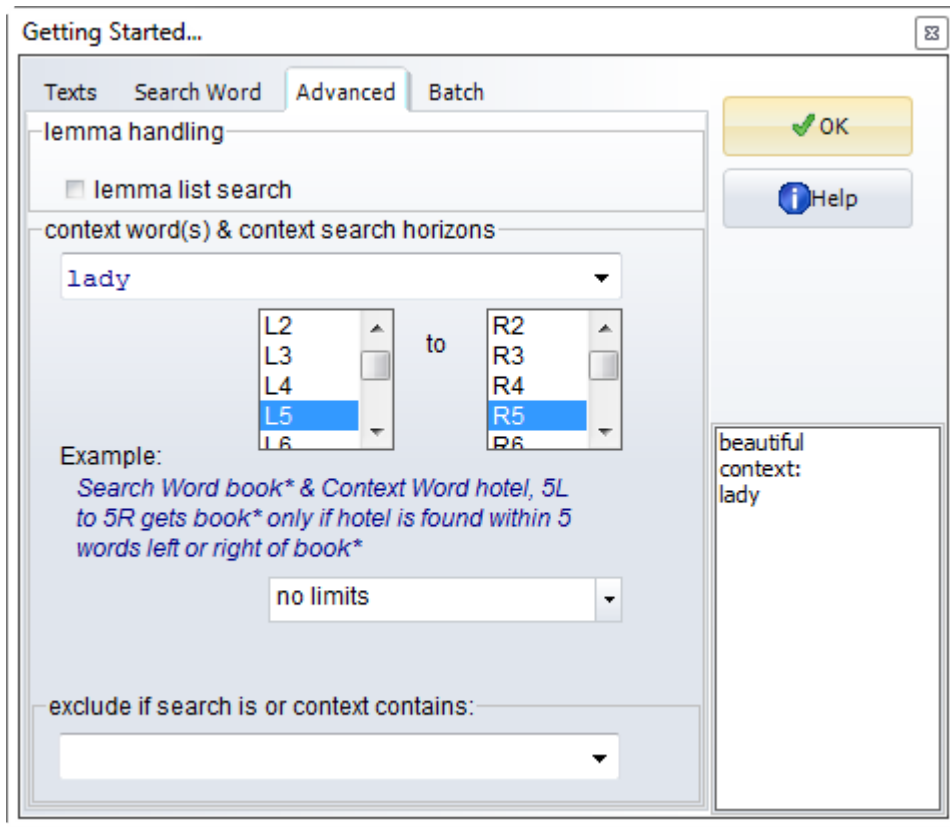 Getting Started...
Texts Search Word Advanced Batch
lemma handling
lemma list search
context word(s) & context search horizons
lady
L2
L3
L4
L5
L6
to
R2
R3
R4
R5
R6
Example:
Search Word book* & Context Word hotel, 5L
to 5R gets book* only if hotel is found within 5
words left or right of book*
no limits
exclude if search is or context contains:
OK
Help
beautiful
context:
lady